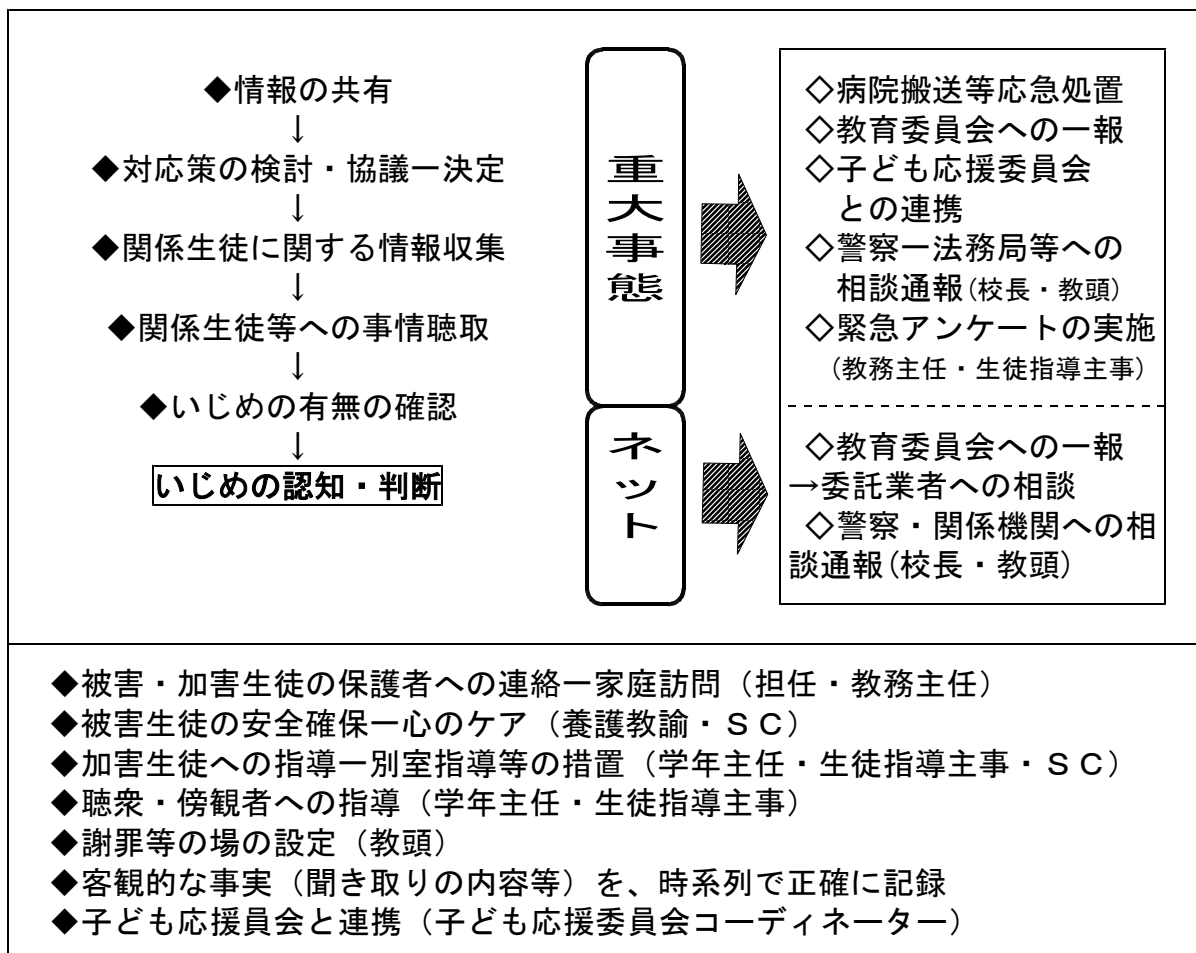 ◆情報の共有
↓
◆対応策の検討・協議ー決定
↓
◆関係生徒に関する情報収集
↓
◆関係生徒等への事情聴取
↓
◆いじめの有無の確認
↓
いじめの認知・判断
重大事態
◇病院搬送等応急処置
◇教育委員会への一報
◇子ども応援委員会
との連携
◇警察ー法務局等への
相談通報(校長・教頭)
◇緊急アンケートの実施
(教務主任・生徒指導主事)
ネット
◇教育委員会への一報
→委託業者への相談
◇警察・関係機関への相
談通報(校長・教頭)
◆被害・加害生徒の保護者への連絡ー家庭訪問(担任・教務主任)
◆被害生徒の安全確保ー心のケア(養護教諭・SC)
◆加害生徒への指導ー別室指導等の措置(学年主任・生徒指導主事・SC)
◆聴衆・傍観者への指導(学年主任・生徒指導主事)
◆謝罪等の場の設定(教頭)
◆客観的な事実(聞き取りの内容等)を、時系列で正確に記録
◆子ども応援員会と連携(子ども応援委員会コーディネーター)